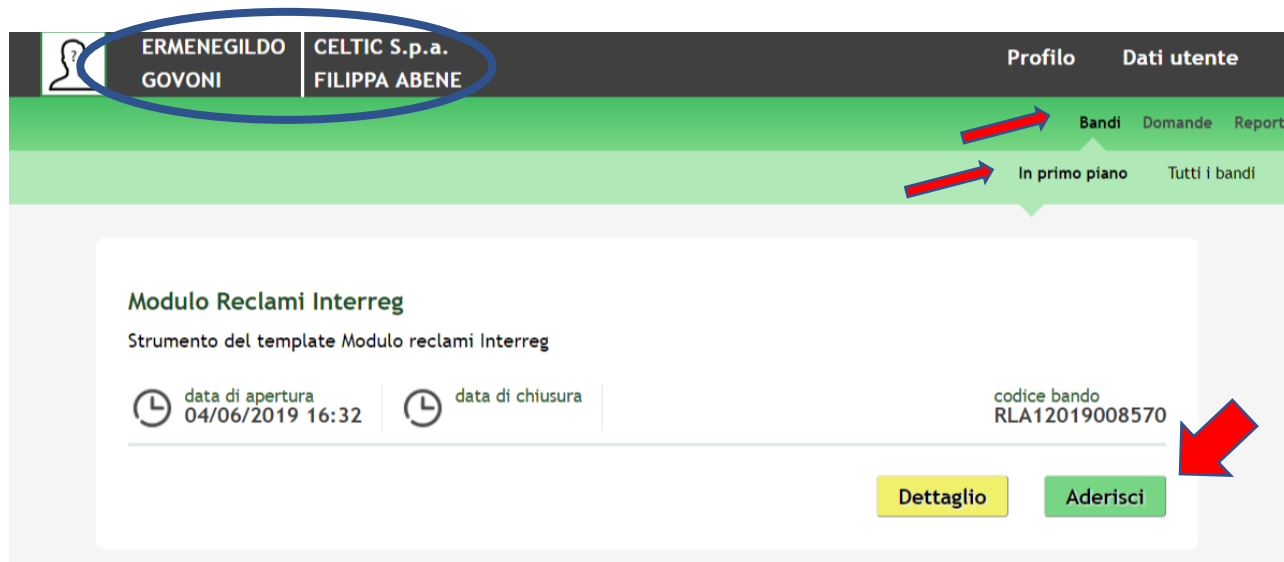 ?
ERMENEGILDO
GOVONI
CELTIC S.p.a.
FILIPPA ABENE
Profilo Dati utente
Bandi Domande Report
In primo piano Tutti i bandi
Modulo Reclami Interreg
Strumento del template Modulo reclami Interreg
data di apertura
04/06/2019 16:32
data di chiusura
codice bando
RLA12019008570
Dettaglio Aderisci